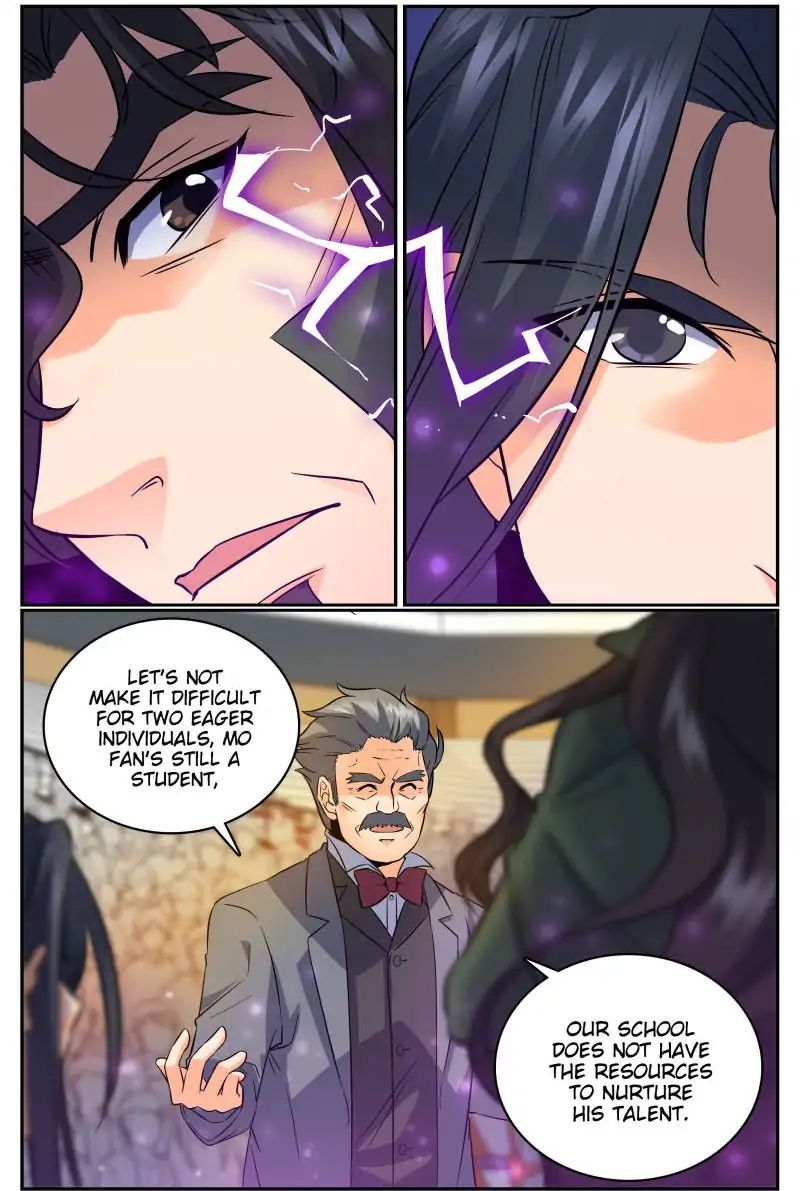 LET'S NOT
MAKE IT DIFFICULT
FOR TWO EAGER
INDIVIDUALS, MO
FAN'S STILL A
STUDENT,
OUR SCHOOL
DOES NOT HAVE
THE RESOURCES
TO NURTURE
HIS TALENT.